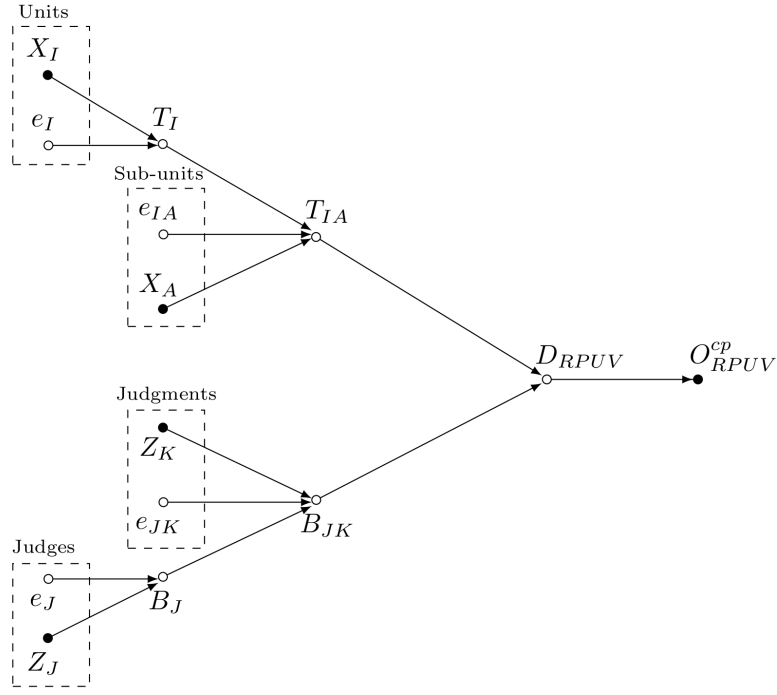 Units
X_I
e_I
T_I
Sub-units
e_{IA}
T_{IA}
X_A
D_{RPUV}
O^{cp}_{RPUV}
Judgments
Z_K
e_{JK}
B_{JK}
Judges
e_J
B_J
Z_J